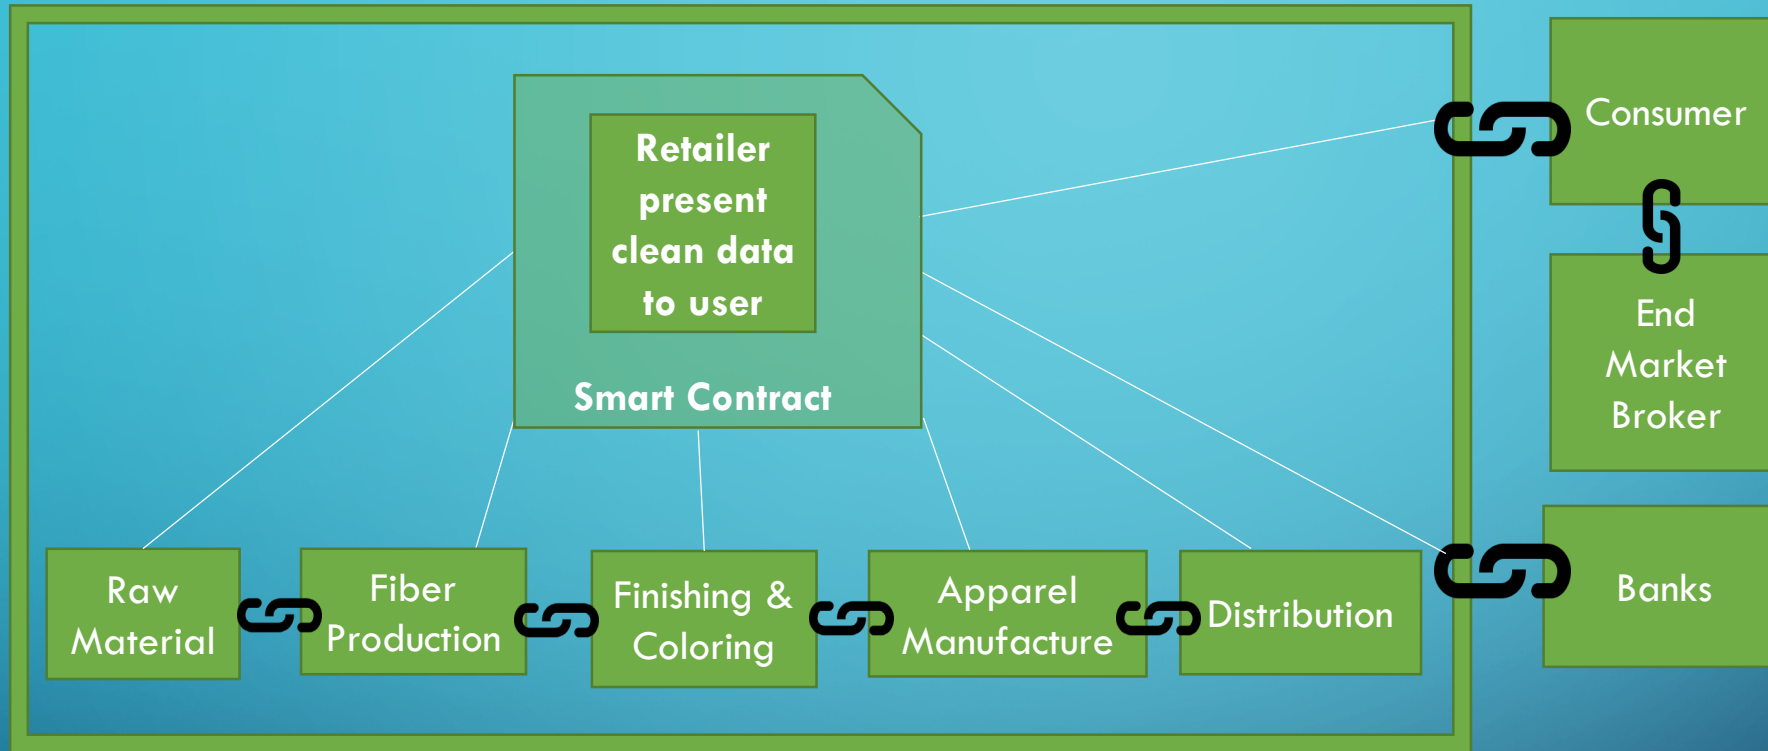 Retailer
present
clean data
to user
Smart Contract
Consumer
End
Market
Broker
Banks
Raw
Material
Fiber
Production
Finishing &
Coloring
Apparel
Manufacture
Distribution